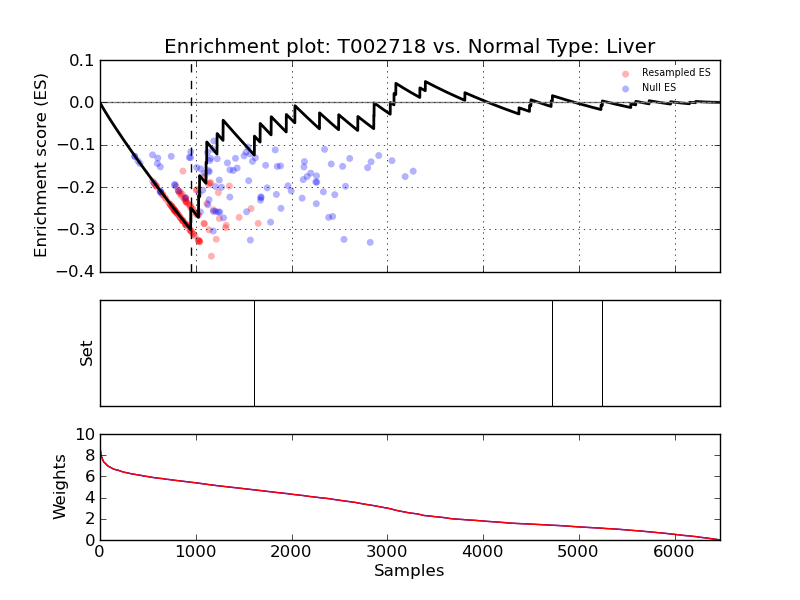 Enrichment plot: T002718 vs. Normal Type: Liver
0.1
0.0
−0.1
−0.2
−0.3
−0.4
Enrichment score (ES)
Resampled ES
Null ES
Set
10
8
6
4
2
0
Weights
0 1000 2000 3000 4000 5000 6000
Samples